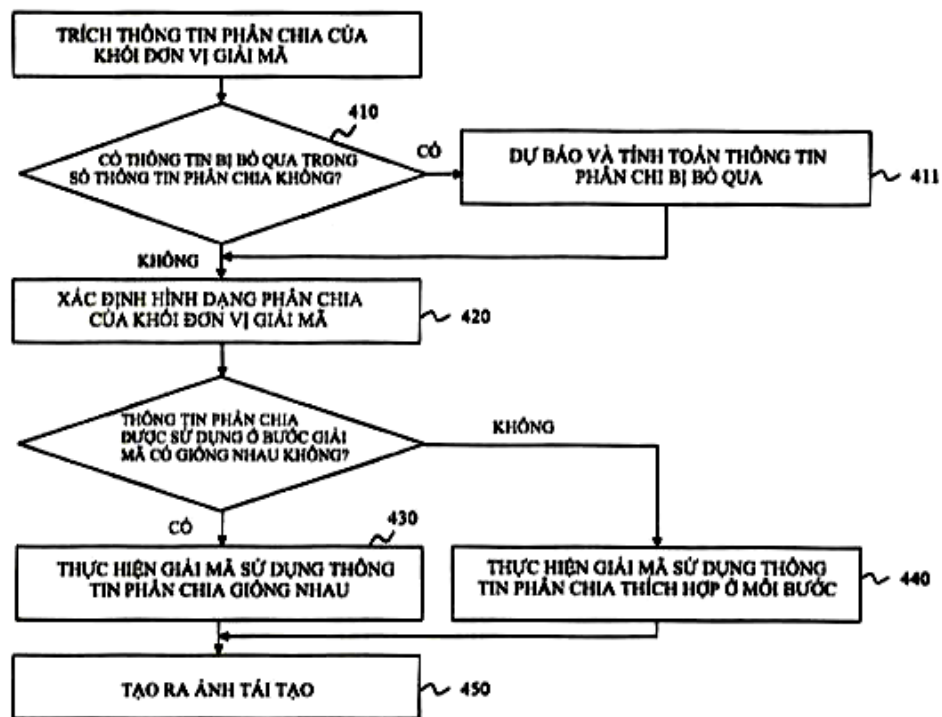 TRÍCH THÔNG TIN PHÂN CHIA CỦA
KHỐI ĐƠN VỊ GIẢI MÃ
410
CÓ THÔNG TIN BỊ BỎ QUA TRONG
SỐ THÔNG TIN PHÂN CHIA KHÔNG?
CÓ
DỰ BÁO VÀ TÍNH TOÁN THÔNG TIN
PHÂN CHI BỊ BỎ QUA
411
KHÔNG
XÁC ĐỊNH HÌNH DẠNG PHÂN CHIA
CỦA KHỐI ĐƠN VỊ GIẢI MÃ
420
THÔNG TIN PHÂN CHIA
ĐƯỢC SỬ DỤNG Ở BƯỚC GIẢI
MÃ CÓ GIỐNG NHAU KHÔNG?
KHÔNG
CÓ
430
THỰC HIỆN GIẢI MÃ SỬ DỤNG THÔNG
TIN PHÂN CHIA GIỐNG NHAU
THỰC HIỆN GIẢI MÃ SỬ DỤNG THÔNG
TIN PHÂN CHIA THÍCH HỢP Ở MỖI BƯỚC
440
TẠO RA ẢNH TÁI TẠO
450